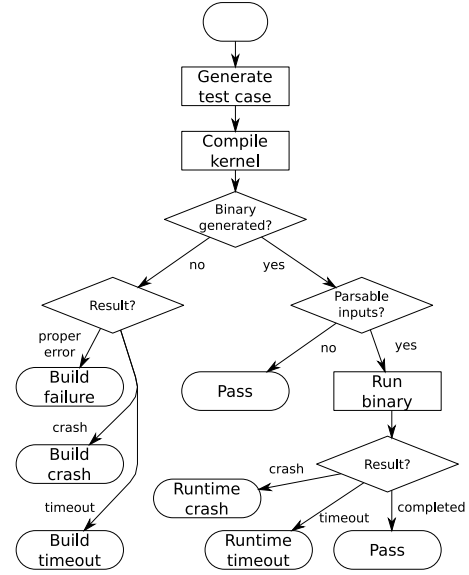 Generate
test case
Compile
kernel
Binary
generated?
no
yes
Result?
Parsable
inputs?
proper
error
no
yes
Build
failure
Pass
Run
binary
crash
Build
crash
Result?
crash
Runtime
crash
timeout
timeout
completed
Build
timeout
Runtime
timeout
Pass